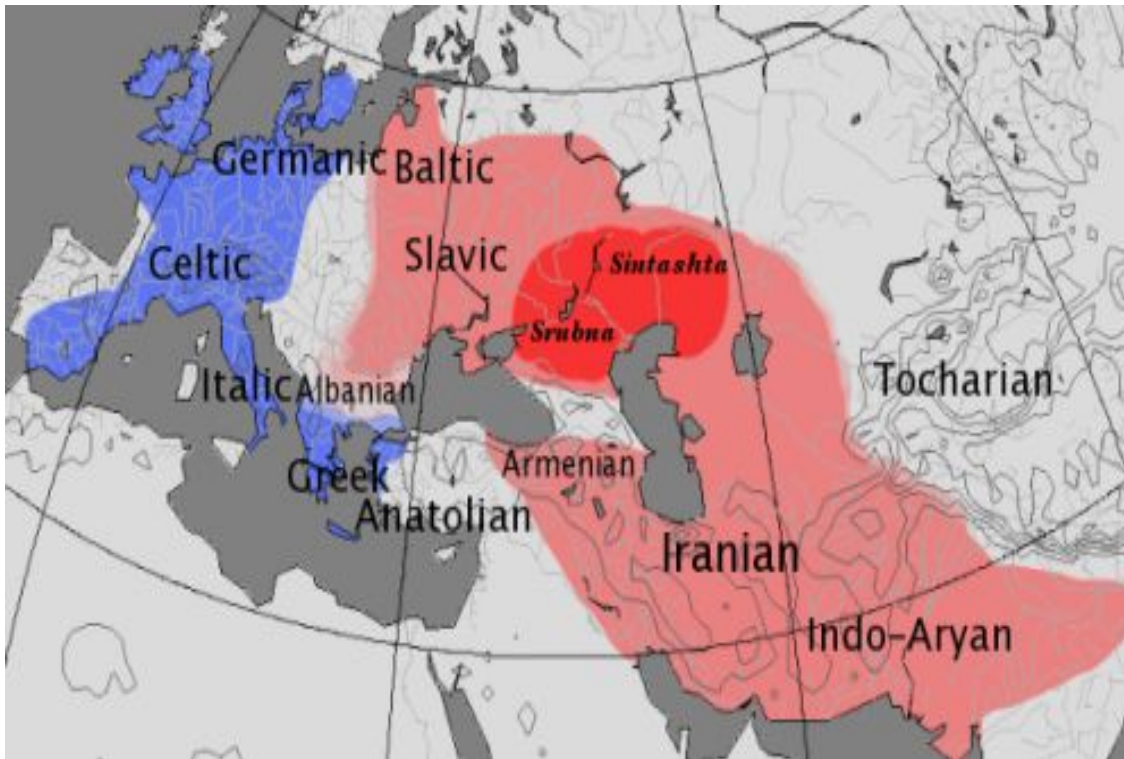 Germanic
Baltic
Celtic
Slavic
Sintashta
Srubna
Italic
Albanian
Tocharian
Greek
Armenian
Anatolian
Iranian
Indo-Aryan